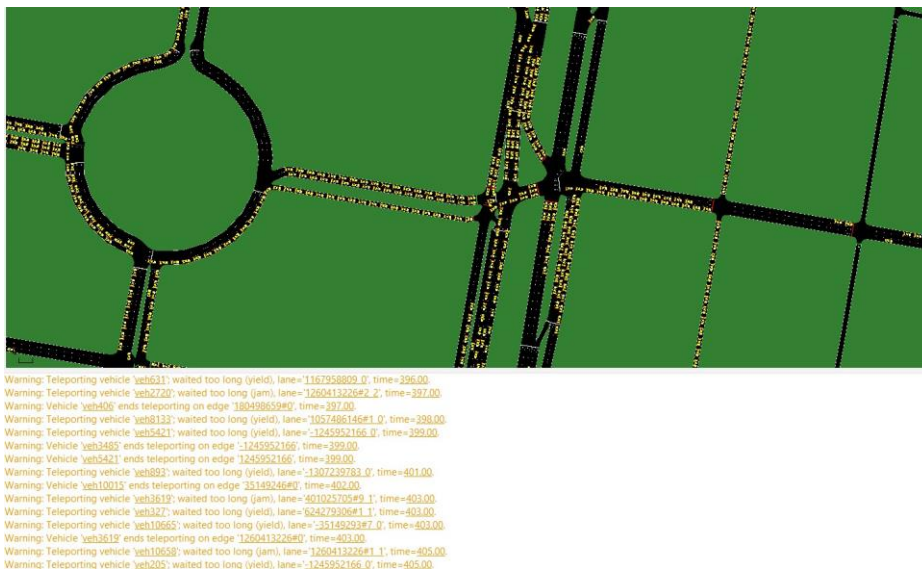 Warning: Teleporting vehicle 'veh631'; waited too long (yield), lane='1167958809_0', time=396.00.
Warning: Teleporting vehicle 'veh2720'; waited too long (jam), lane='1260413226#2_2', time=397.00.
Warning: Vehicle 'veh406' ends teleporting on edge '180498659#0', time=397.00.
Warning: Teleporting vehicle 'veh8133'; waited too long (yield), lane='1057486146#1_0', time=398.00.
Warning: Teleporting vehicle 'veh5421'; waited too long (yield), lane='-1245952166_0', time=399.00.
Warning: Vehicle 'veh3485' ends teleporting on edge '-1245952166', time=399.00.
Warning: Vehicle 'veh5421' ends teleporting on edge '1245952166', time=399.00.
Warning: Teleporting vehicle 'veh893'; waited too long (yield), lane='-1307239783_0', time=401.00.
Warning: Vehicle 'veh10015' ends teleporting on edge '35149246#0', time=402.00.
Warning: Teleporting vehicle 'veh3619'; waited too long (jam), lane='401025705#9_1', time=403.00.
Warning: Teleporting vehicle 'veh327'; waited too long (yield), lane='624279306#1_1', time=403.00.
Warning: Teleporting vehicle 'veh10665'; waited too long (yield), lane='-35149293#7_0', time=403.00.
Warning: Vehicle 'veh3619' ends teleporting on edge '1260413226#0', time=403.00.
Warning: Teleporting vehicle 'veh10658'; waited too long (jam), lane='1260413226#1_1', time=405.00.
Warning: Teleporting vehicle 'veh205'; waited too long (yield), lane='-1245952166_0', time=405.00.